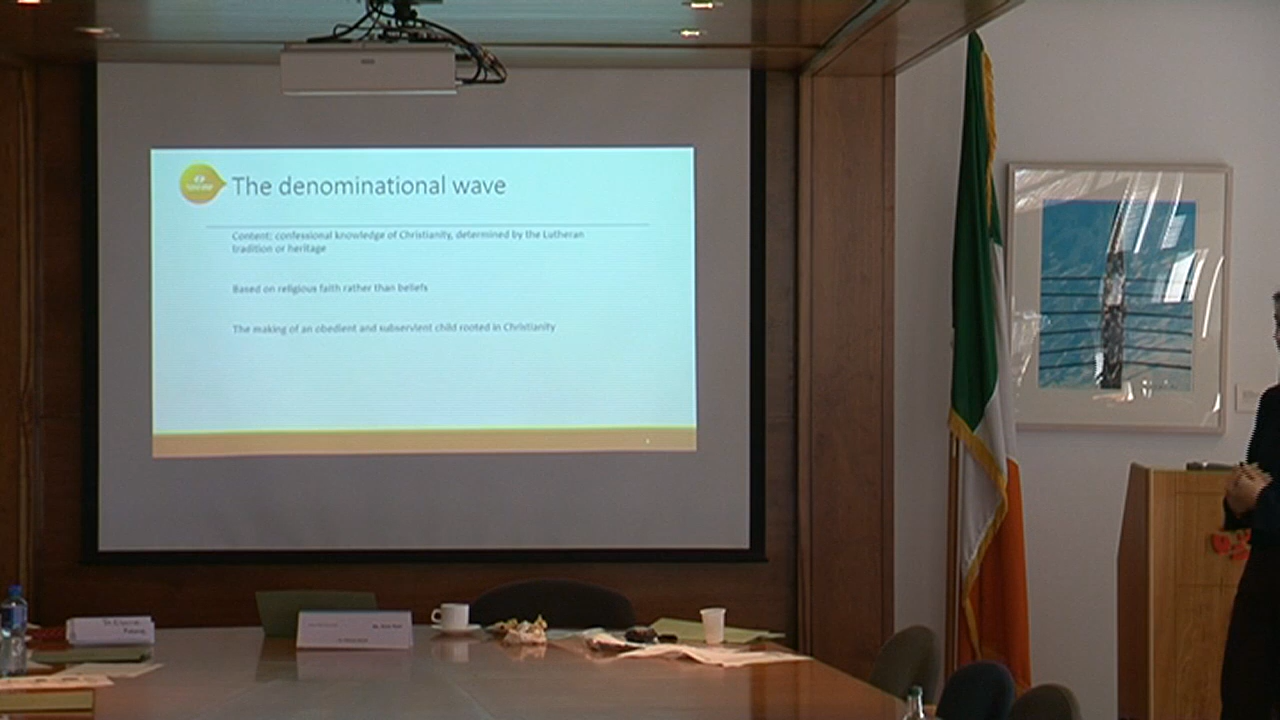 The denominational wave
Content: confessional knowledge of Christianity, determined by the Lutheran
tradition or heritage
Based on religious faith rather than beliefs
The making of an obedient and subservient child rooted in Christianity